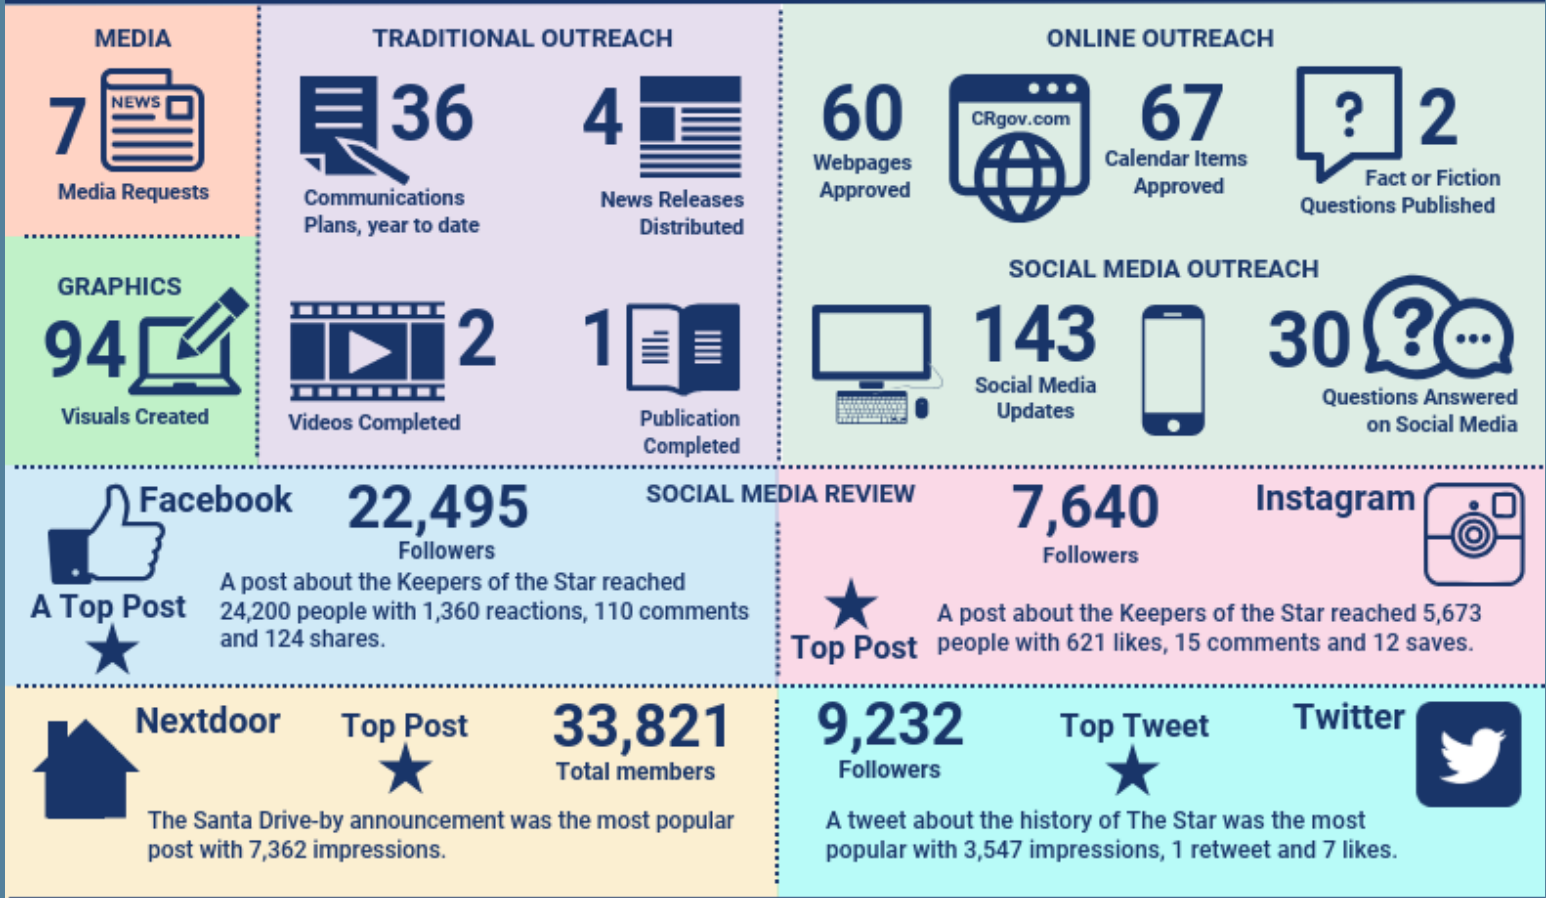 MEDIA
7
NEWS
Media Requests
GRAPHICS
94
Visuals Created
TRADITIONAL OUTREACH
36
Communications
Plans, year to date
4
News Releases
Distributed
2
Videos Completed
1
Publication
Completed
ONLINE OUTREACH
60
Webpages
Approved
CRgov.com
67
Calendar Items
Approved
?
2
Fact or Fiction
Questions Published
SOCIAL MEDIA OUTREACH
143
Social Media
Updates
30
?
Questions Answered
on Social Media
SOCIAL MEDIA REVIEW
Facebook
22,495
Followers
A Top Post
A post about the Keepers of the Star reached
24,200 people with 1,360 reactions, 110 comments
and 124 shares.
7,640
Followers
Instagram
Top Post
A post about the Keepers of the Star reached 5,673
people with 621 likes, 15 comments and 12 saves.
Nextdoor
Top Post
33,821
Total members
The Santa Drive-by announcement was the most popular
post with 7,362 impressions.
9,232
Followers
Top Tweet
Twitter
A tweet about the history of The Star was the most
popular with 3,547 impressions, 1 retweet and 7 likes.